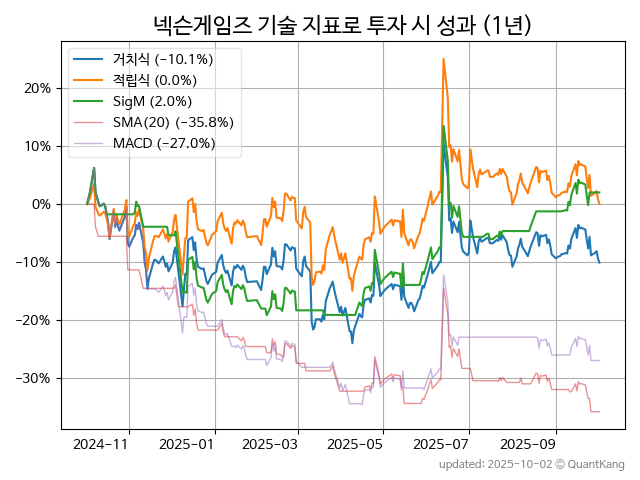 넥슨게임즈 기술 지표로 투자 시 성과 (1년)
거치식 (−10.1%)
적립식 (0.0%)
SigM (2.0%)
SMA(20) (−35.8%)
MACD (−27.0%)
20%
10%
0%
−10%
−20%
−30%
2024-11 2025-01 2025-03 2025-05 2025-07 2025-09
updated: 2025-10-02 © QuantKang